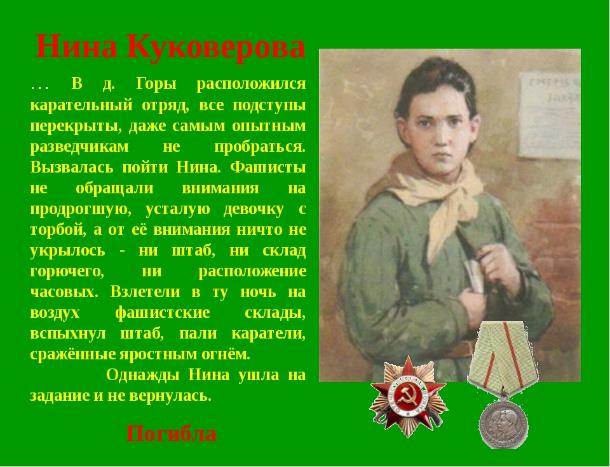 Нина Куковерова
… В д. Горы расположился
карательный отряд, все подступы
перекрыты, даже самым опытным
разведчикам не пробраться.
Вызвалась пойти Нина. Фашисты
не обращали внимания на
продрогшую, усталую девочку с
торбой, а от её внимания ничто не
укрылось - ни штаб, ни склад
горючего, ни расположение
часовых. Взлетели в ту ночь на
воздух фашистские склады,
вспыхнул штаб, пали каратели,
сражённые яростным огнём.
Однажды Нина ушла на
задание и не вернулась.
Погибла